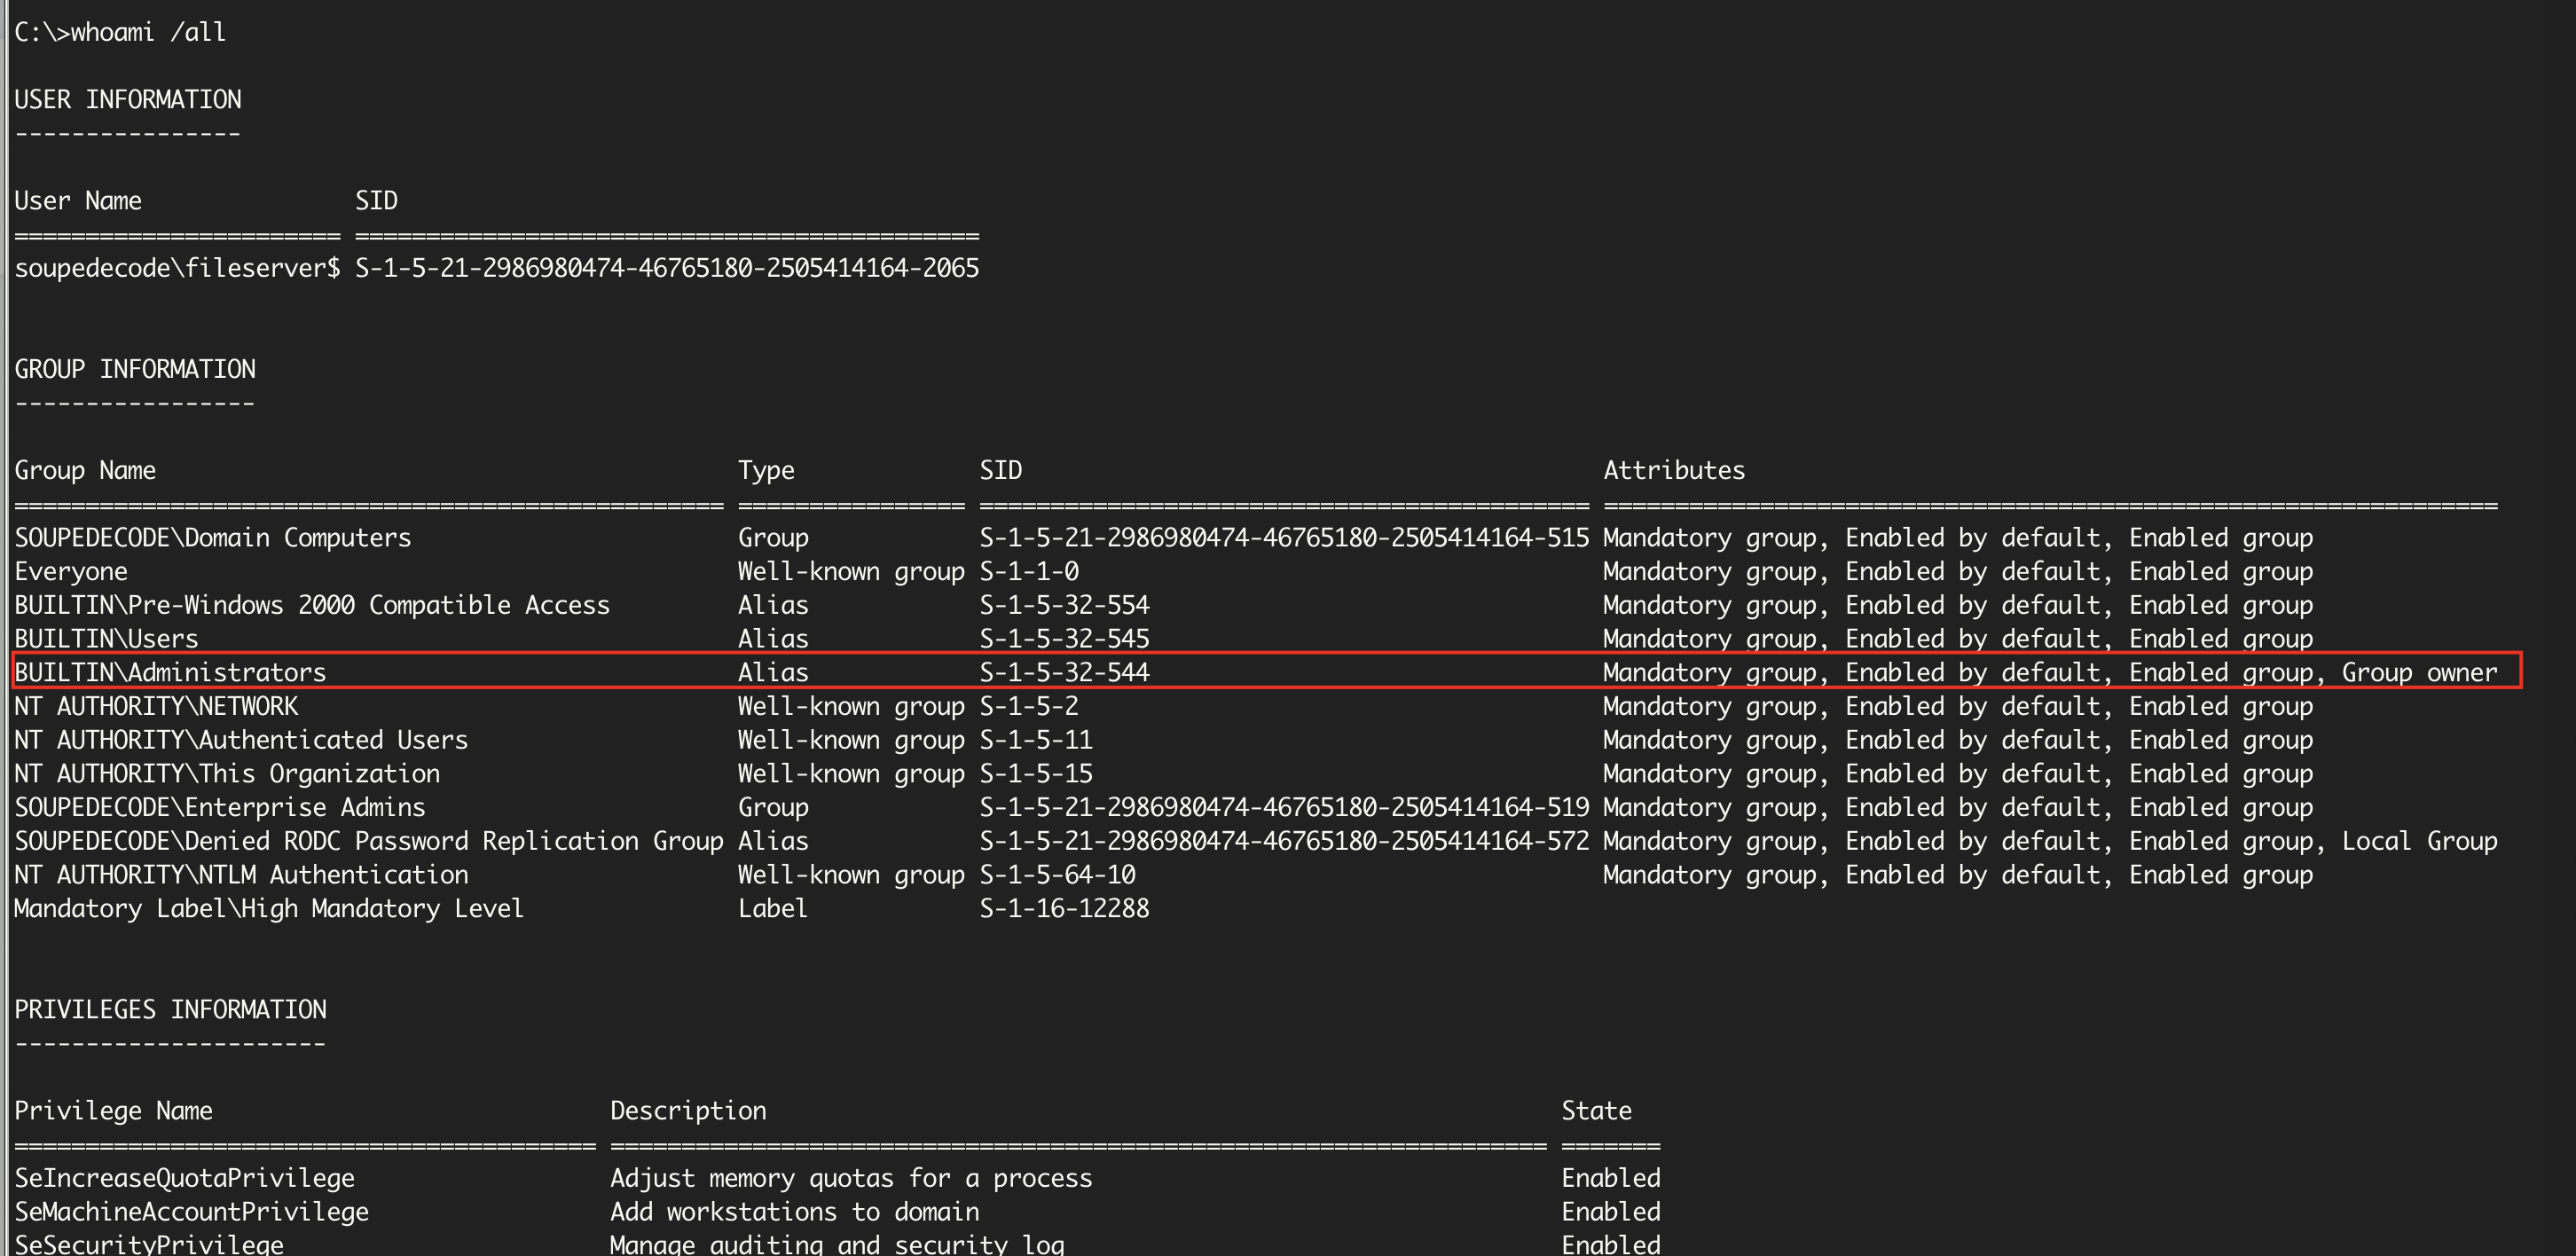 C:\>whoami /all
USER INFORMATION
----------------
User Name               SID
======================= ============================================
soupedecode\fileserver$ S-1-5-21-2986980474-46765180-2505414164-2065
GROUP INFORMATION
-----------------
Group Name                                         Type             SID                                         Attributes
================================================== ================ =========================================== ===============================================================
SOUPEDECODE\Domain Computers                       Group            S-1-5-21-2986980474-46765180-2505414164-515 Mandatory group, Enabled by default, Enabled group
Everyone                                           Well-known group S-1-1-0                                     Mandatory group, Enabled by default, Enabled group
BUILTIN\Pre-Windows 2000 Compatible Access         Alias            S-1-5-32-554                                Mandatory group, Enabled by default, Enabled group
BUILTIN\Users                                      Alias            S-1-5-32-545                                Mandatory group, Enabled by default, Enabled group
BUILTIN\Administrators                             Alias            S-1-5-32-544                                Mandatory group, Enabled by default, Enabled group, Group owner
NT AUTHORITY\NETWORK                               Well-known group S-1-5-2                                     Mandatory group, Enabled by default, Enabled group
NT AUTHORITY\Authenticated Users                   Well-known group S-1-5-11                                    Mandatory group, Enabled by default, Enabled group
NT AUTHORITY\This Organization                     Well-known group S-1-5-15                                    Mandatory group, Enabled by default, Enabled group
SOUPEDECODE\Enterprise Admins                      Group            S-1-5-21-2986980474-46765180-2505414164-519 Mandatory group, Enabled by default, Enabled group
SOUPEDECODE\Denied RODC Password Replication Group Alias            S-1-5-21-2986980474-46765180-2505414164-572 Mandatory group, Enabled by default, Enabled group, Local Group
NT AUTHORITY\NTLM Authentication                   Well-known group S-1-5-64-10                                 Mandatory group, Enabled by default, Enabled group
Mandatory Label\High Mandatory Level               Label            S-1-16-12288
PRIVILEGES INFORMATION
----------------------
Privilege Name                            Description                                                        State
========================================= ================================================================== =======
SeIncreaseQuotaPrivilege                  Adjust memory quotas for a process                                 Enabled
SeMachineAccountPrivilege                 Add workstations to domain                                         Enabled
SeSecurityPrivilege                       Manage auditing and security log                                   Enabled